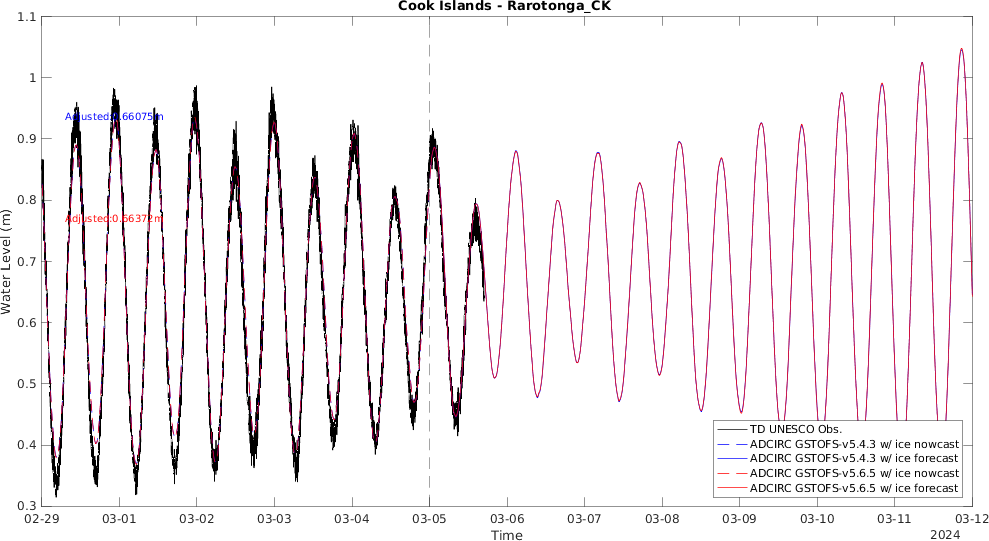 Cook Islands - Rarotonga_CK
1.1
1
0.9
0.8
0.7
0.6
0.5
0.4
0.3
Water Level (m)
Adjusted:0.66075m
Adjusted:0.66372m
TD UNESCO Obs.
ADCIRC GSTOFS-v5.4.3 w/ ice nowcast
ADCIRC GSTOFS-v5.4.3 w/ ice forecast
ADCIRC GSTOFS-v5.6.5 w/ ice nowcast
ADCIRC GSTOFS-v5.6.5 w/ ice forecast
02-29 03-01 03-02 03-03 03-04 03-05 03-06 03-07 03-08 03-09 03-10 03-11 03-12
Time
2024